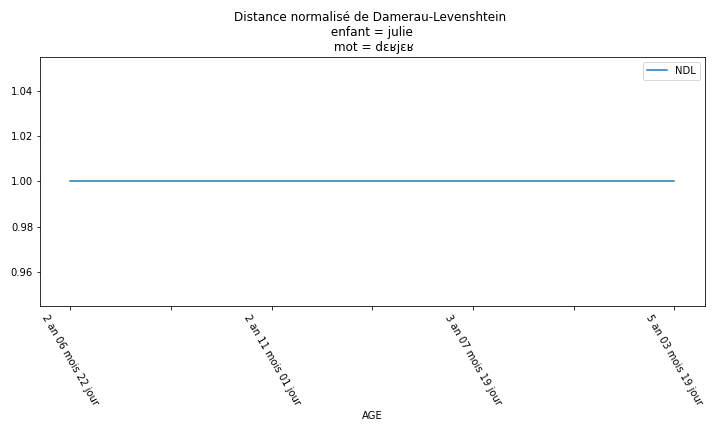 Distance normalisé de Damerau-Levenshtein
enfant = julie
mot = dɛʁjɛʁ
NDL
1.04
1.02
1.00
0.98
0.96
2 an 06 mois 22 jour
2 an 11 mois 01 jour
3 an 07 mois 19 jour
5 an 03 mois 19 jour
AGE